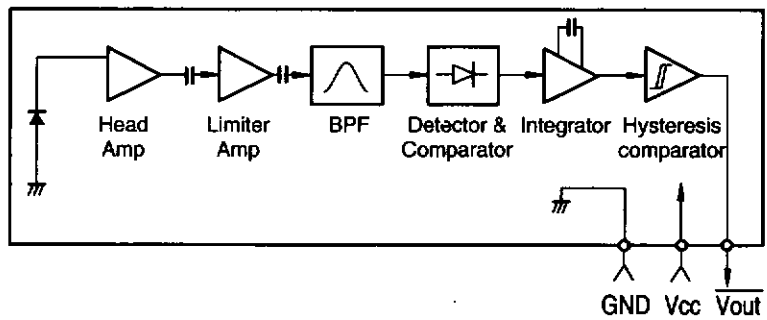 Head
Amp
Limiter
Amp
BPF
Detector &
Comparator
Integrator
Hysteresis
comparator
GND Vcc Vout